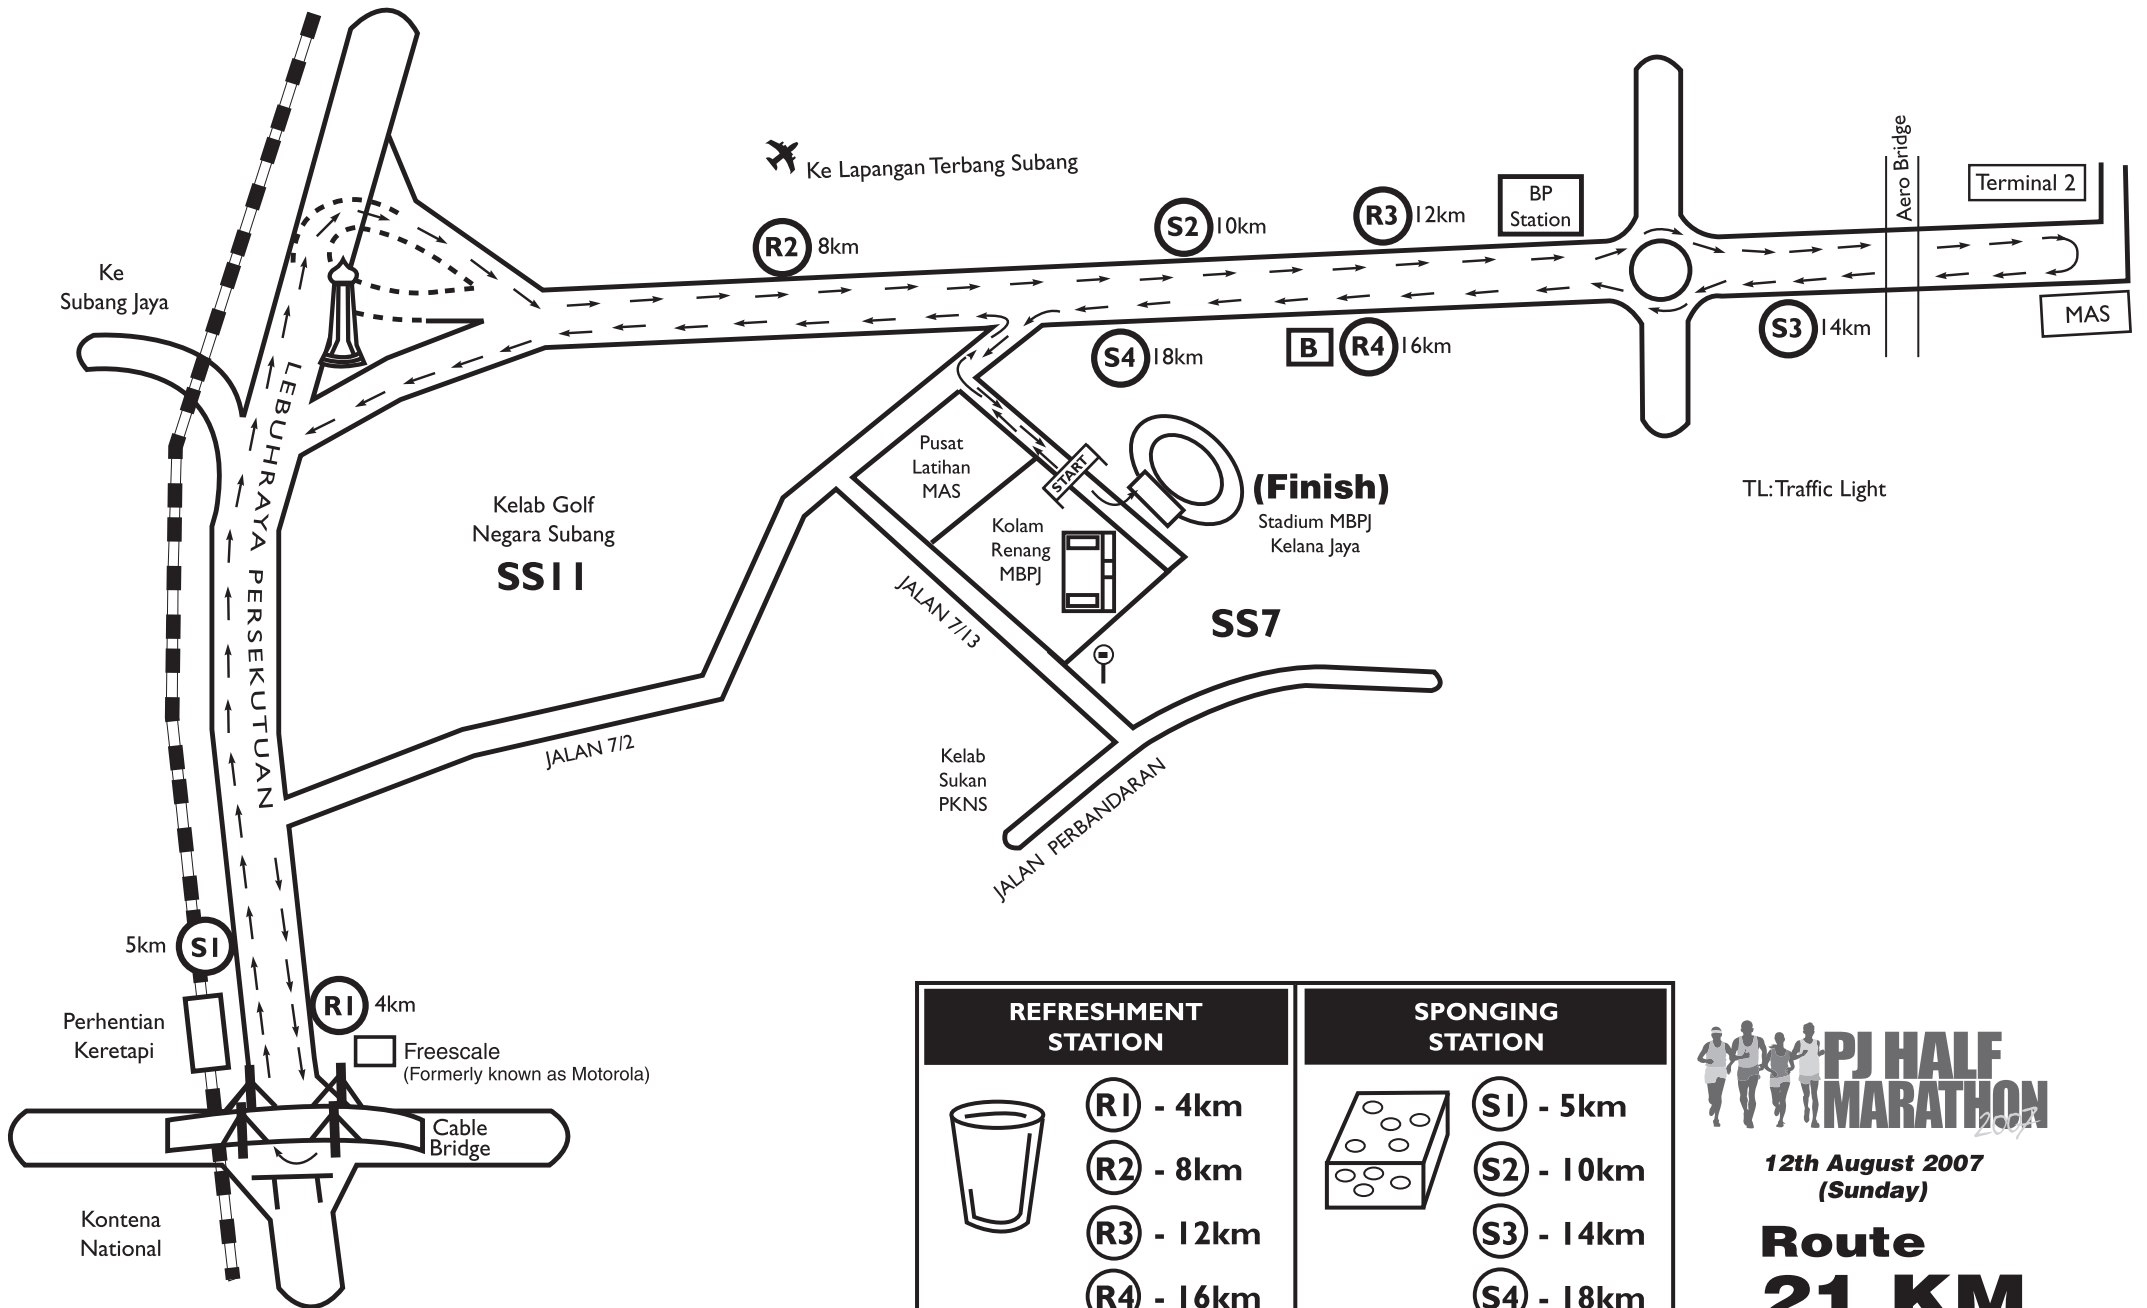 Ke Lapangan Terbang Subang
R2 8km
S2 10km
R3 12km
BP
Station
Aero Bridge
Terminal 2
MAS
S3 14km
B
R4 16km
S4 18km
Ke
Subang Jaya
LEBUHRAYA PERSEKUTUAN
Pusat
Latihan
MAS
START
(Finish)
Stadium MBPJ
Kelana Jaya
TL:Traffic Light
Kelab Golf
Negara Subang
SS11
Kolam
Renang
MBPJ
JALAN 7/13
SS7
JALAN 7/2
Kelab
Sukan
PKNS
JALAN PERBANDARAN
5km S1
R1 4km
Perhentian
Keretapi
Freescale
(Formerly known as Motorola)
Cable
Bridge
Kontena
National
REFRESHMENT
STATION
R1 - 4km
R2 - 8km
R3 - 12km
R4 - 16km
SPONGING
STATION
S1 - 5km
S2 - 10km
S3 - 14km
S4 - 18km
PJ HALF
MARATHON
2007
12th August 2007
(Sunday)
Route
21 KM